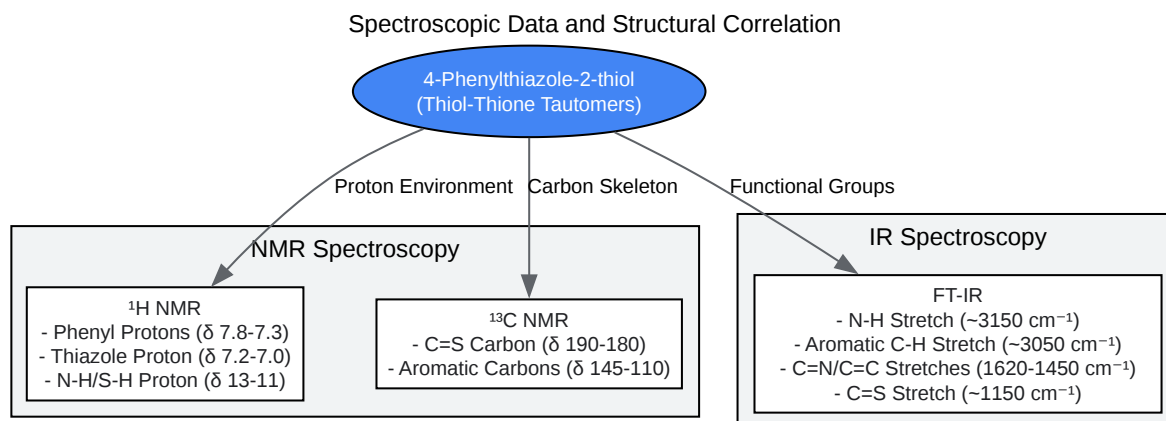 Spectroscopic Data and Structural Correlation
4-Phenylthiazole-2-thiol
(Thiol-Thione Tautomers)
Proton Environment
Carbon Skeleton
Functional Groups
NMR Spectroscopy
¹H NMR
- Phenyl Protons (δ 7.8-7.3)
- Thiazole Proton (δ 7.2-7.0)
- N-H/S-H Proton (δ 13-11)
¹³C NMR
- C=S Carbon (δ 190-180)
- Aromatic Carbons (δ 145-110)
IR Spectroscopy
FT-IR
- N-H Stretch (~3150 cm⁻¹)
- Aromatic C-H Stretch (~3050 cm⁻¹)
- C=N/C=C Stretches (1620-1450 cm⁻¹)
- C=S Stretch (~1150 cm⁻¹)